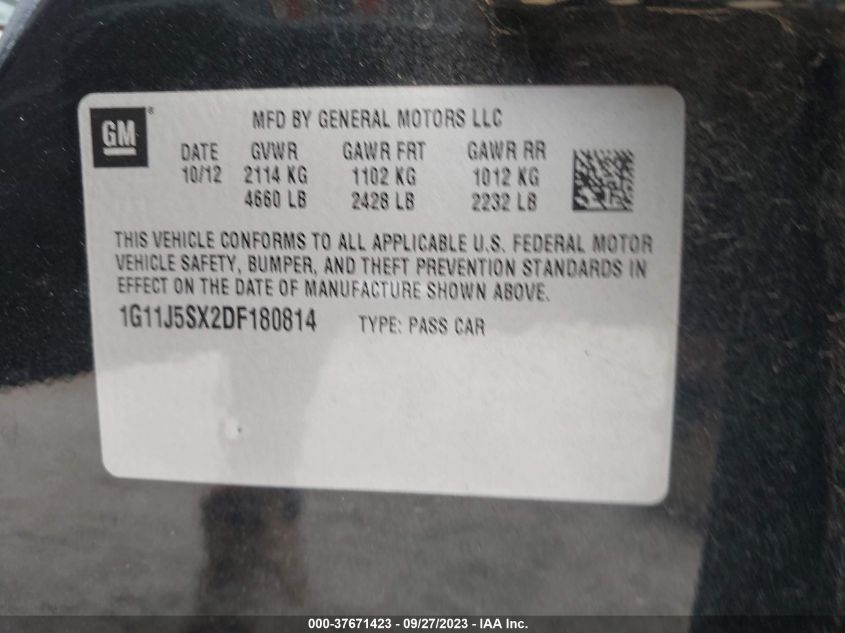 GM
®
MFD BY GENERAL MOTORS LLC
DATE GVWR GAWR FRT GAWR RR
10/12 2114 KG 1102 KG 1012 KG
4660 LB 2428 LB 2232 LB
THIS VEHICLE CONFORMS TO ALL APPLICABLE U.S. FEDERAL MOTOR
VEHICLE SAFETY, BUMPER, AND THEFT PREVENTION STANDARDS IN
EFFECT ON THE DATE OF MANUFACTURE SHOWN ABOVE.
1G11J5SX2DF180814 TYPE: PASS CAR
000-37671423 - 09/27/2023 - IAA Inc.